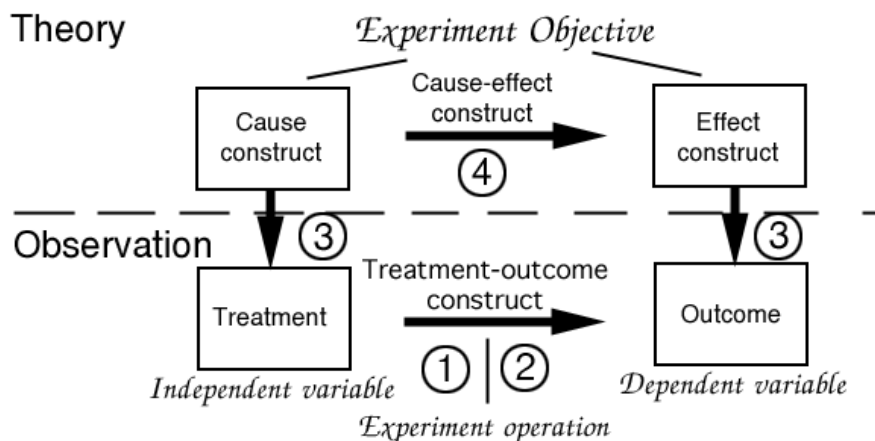 Theory
Experiment Objective
Cause-effect
construct
Cause
construct
Effect
construct
4
Observation
3
3
Treatment-outcome
construct
Treatment
Outcome
1
2
Independent variable
Dependent variable
Experiment operation